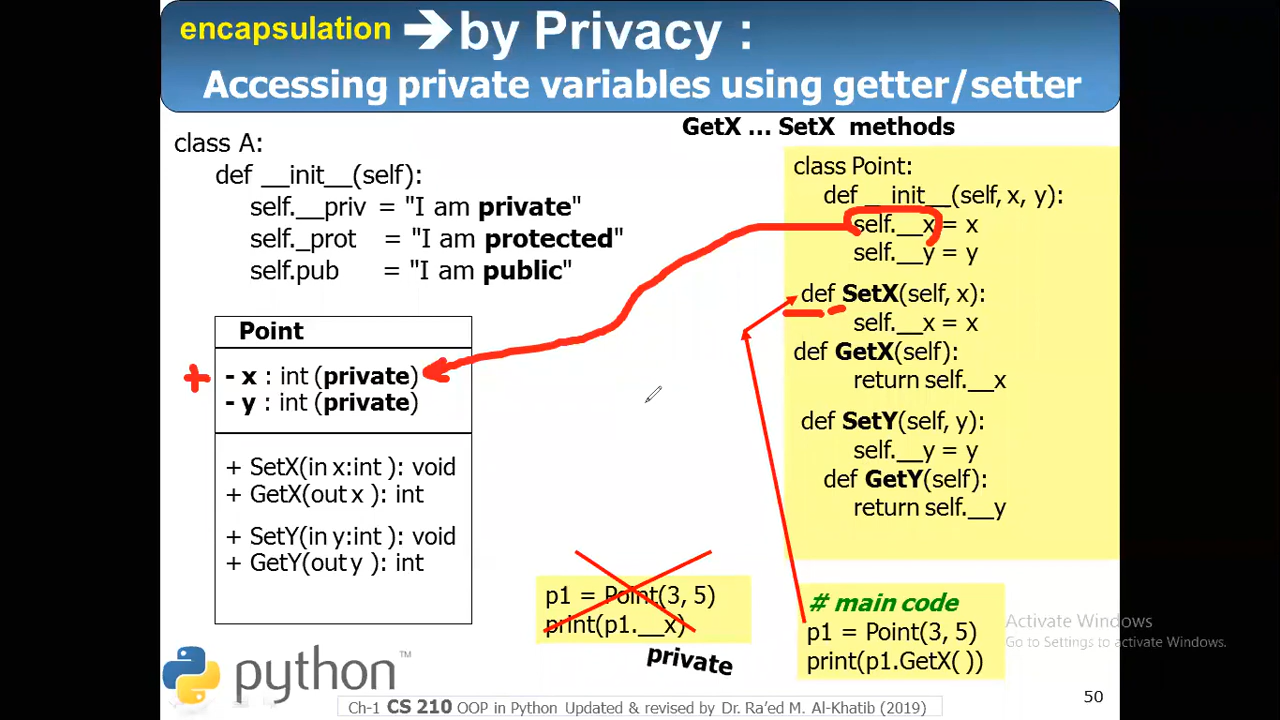 encapsulation ➔ by Privacy :
Accessing private variables using getter/setter
GetX ... SetX methods
class A:
def __init__(self):
self.__priv = "I am private"
self._prot = "I am protected"
self.pub = "I am public"
Point
+ - x : int (private)
- y : int (private)
+ SetX(in x:int ): void
+ GetX(out x ): int
+ SetY(in y:int ): void
+ GetY(out y ): int
class Point:
def __init__(self, x, y):
self.__x = x
self.__y = y
def SetX(self, x):
self.__x = x
def GetX(self):
return self.__x
def SetY(self, y):
self.__y = y
def GetY(self):
return self.__y
p1 = Point(3, 5)
print(p1.__x)
private
# main code
p1 = Point(3, 5)
print(p1.GetX( ))
Activate Windows
Go to Settings to activate Windows.
python™
Ch-1 CS 210 OOP in Python Updated & revised by Dr. Ra'ed M. Al-Khatib (2019)
50